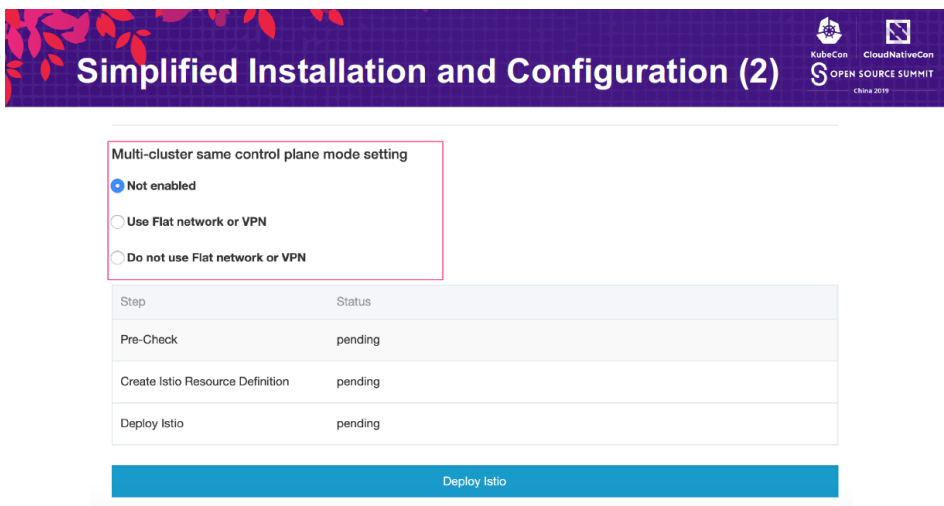 Simplified Installation and Configuration (2)
KubeCon
CloudNativeCon
OPEN SOURCE SUMMIT
China 2019
Multi-cluster same control plane mode setting
Not enabled
Use Flat network or VPN
Do not use Flat network or VPN
Step Status
Pre-Check pending
Create Istio Resource Definition pending
Deploy Istio pending
Deploy Istio